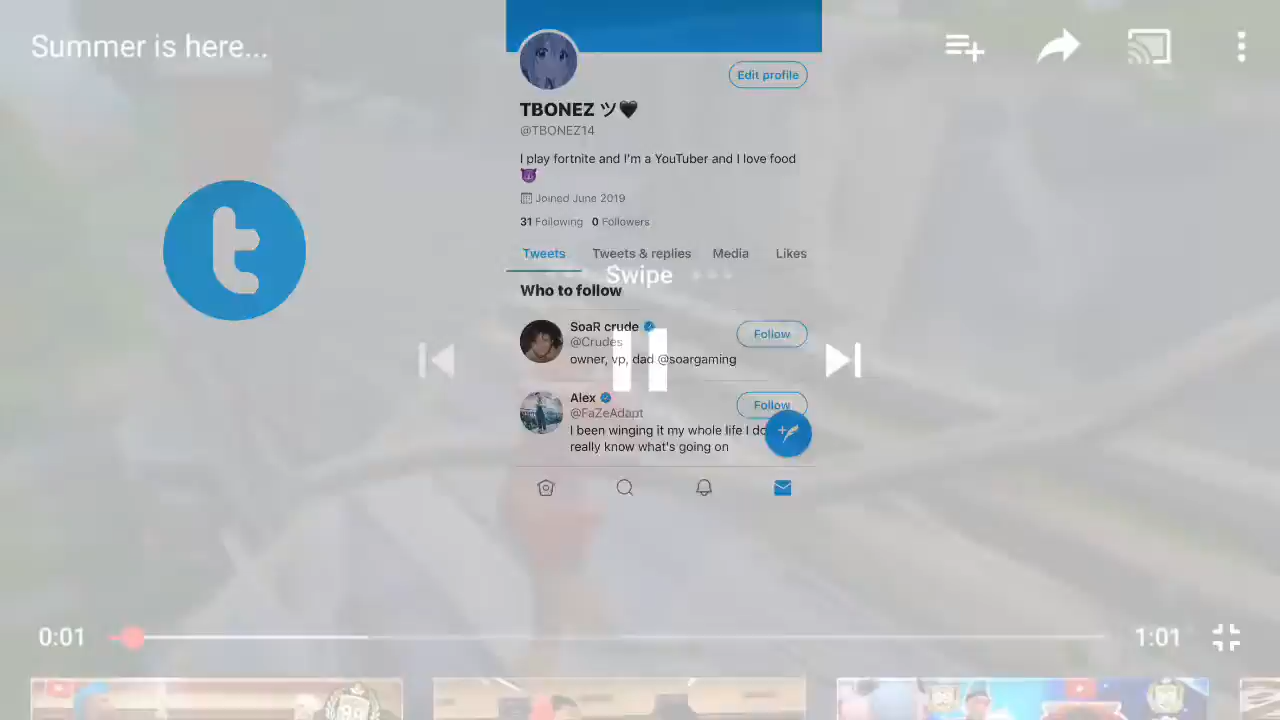 Summer is here...
Edit profile
TBONEZ ツ🖤
@TBONEZ14
I play fortnite and I'm a YouTuber and I love food
😈
Joined June 2019
31 Following 0 Followers
Tweets Tweets & replies Media Likes
Swipe
Who to follow
SoaR crude
@Crudes
Follow
owner, vp, dad @soargaming
Alex
@FaZeAdapt
Follow
I been winging it my whole life I do
really know what's going on
t
0:01
1:01